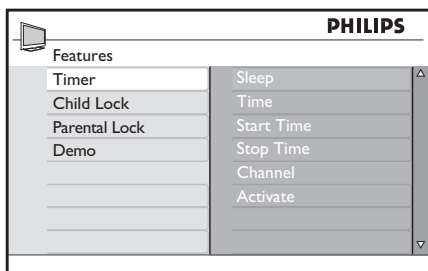 PHILIPS
Features
Timer
Child Lock
Parental Lock
Demo
Sleep
Time
Start Time
Stop Time
Channel
Activate